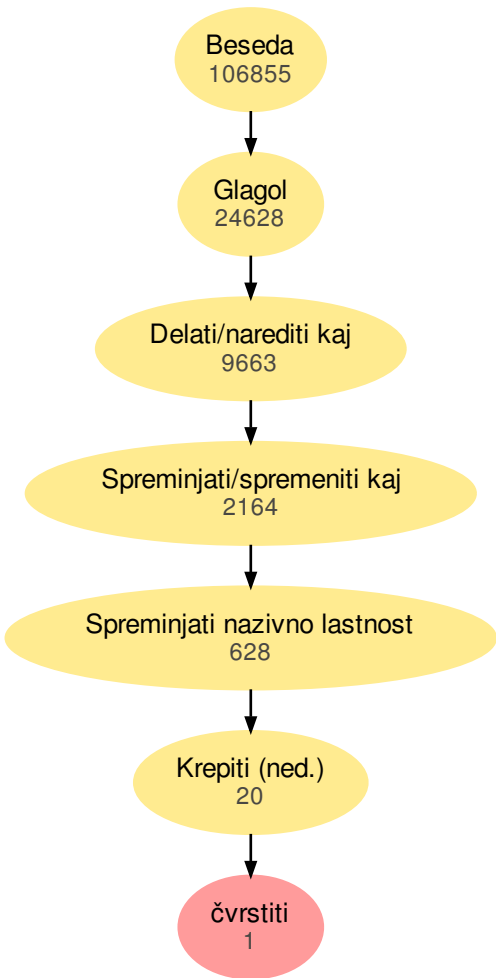 Beseda
106855
Glagol
24628
Delati/narediti kaj
9663
Spreminjati/spremeniti kaj
2164
Spreminjati nazivno lastnost
628
Krepiti (ned.)
20
čvrstiti
1